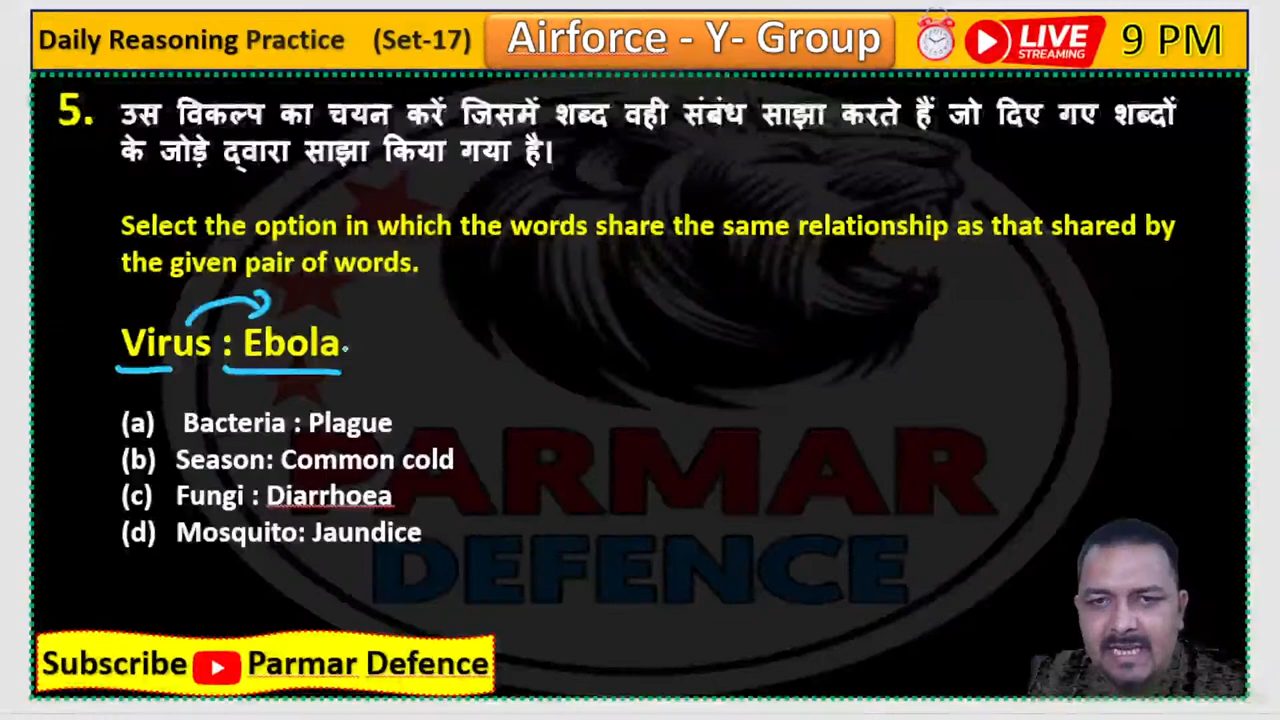 Daily Reasoning Practice (Set-17) Airforce - Y- Group LIVE STREAMING 9 PM
5. उस विकल्प का चयन करें जिसमें शब्द वही संबंध साझा करते हैं जो दिए गए शब्दों
के जोड़े द्वारा साझा किया गया है।
Select the option in which the words share the same relationship as that shared by
the given pair of words.
Virus : Ebola
(a) Bacteria : Plague
(b) Season: Common cold
(c) Fungi : Diarrhoea
(d) Mosquito: Jaundice
PARMAR
DEFENCE
Subscribe Parmar Defence